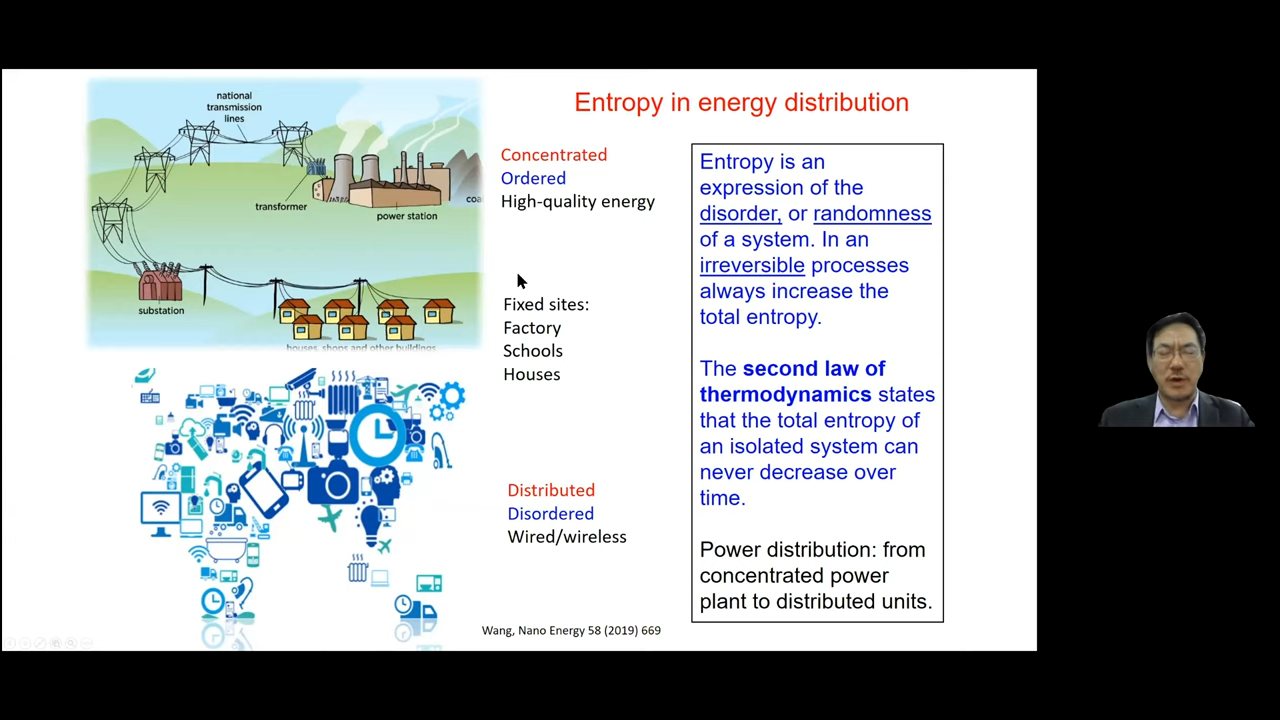 Entropy in energy distribution
national
transmission
lines
transformer
power station
coa
substation
houses, shops and other buildings
Concentrated
Ordered
High-quality energy
Fixed sites:
Factory
Schools
Houses
Distributed
Disordered
Wired/wireless
Entropy is an
expression of the
disorder, or randomness
of a system. In an
irreversible processes
always increase the
total entropy.
The second law of
thermodynamics states
that the total entropy of
an isolated system can
never decrease over
time.
Power distribution: from
concentrated power
plant to distributed units.
Wang, Nano Energy 58 (2019) 669